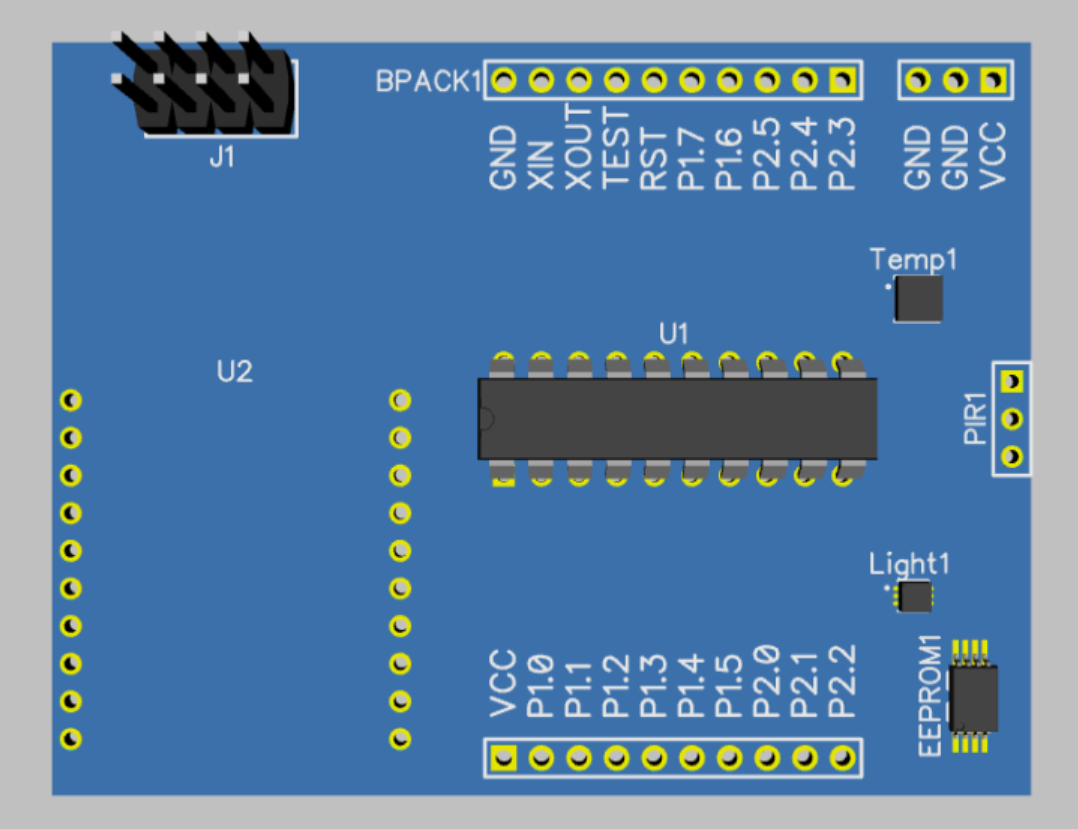 BPACK1
J1
GND
XIN
XOUT
TEST
RST
P1.7
P1.6
P2.5
P2.4
P2.3
GND
GND
VCC
Temp1
U1
U2
PIR1
Light1
EEPROM1
VCC
P1.0
P1.1
P1.2
P1.3
P1.4
P1.5
P2.0
P2.1
P2.2